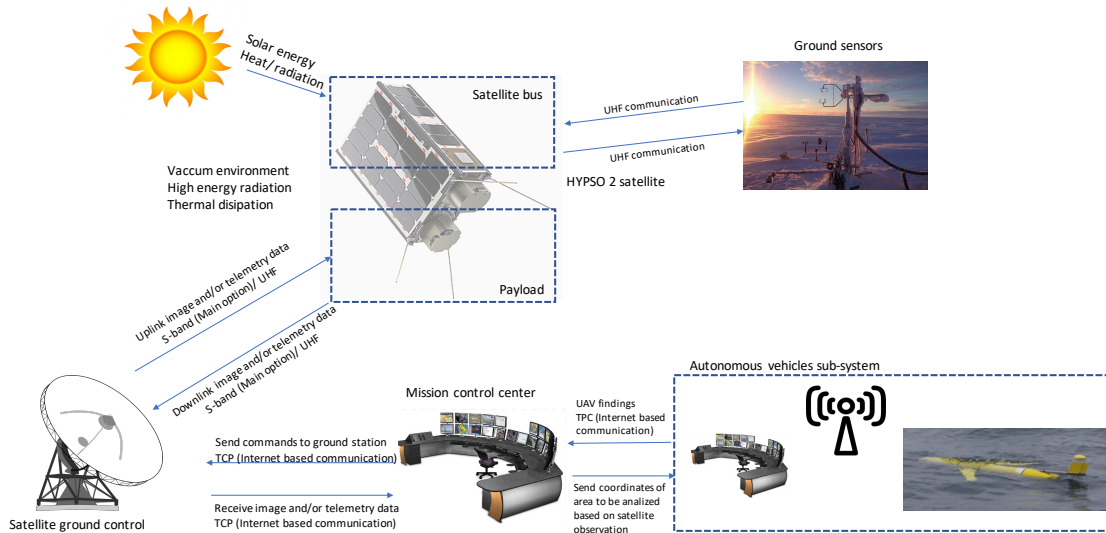 Solar energy
Heat/ radiation
Ground sensors
Satellite bus
UHF communication
UHF communication
HYPSO 2 satellite
Vaccum environment
High energy radiation
Thermal disipation
Payload
Uplink image and/or telemetry data
S-band (Main option)/ UHF
Downlink image and/or telemetry data
S-band (Main option)/ UHF
Autonomous vehicles sub-system
Mission control center
UAV findings
TPC (Internet based
communication)
Send commands to ground station
TCP (Internet based communication)
Send coordinates of
area to be analized
based on satellite
observation
Receive image and/or telemetry data
TCP (Internet based communication)
Satellite ground control